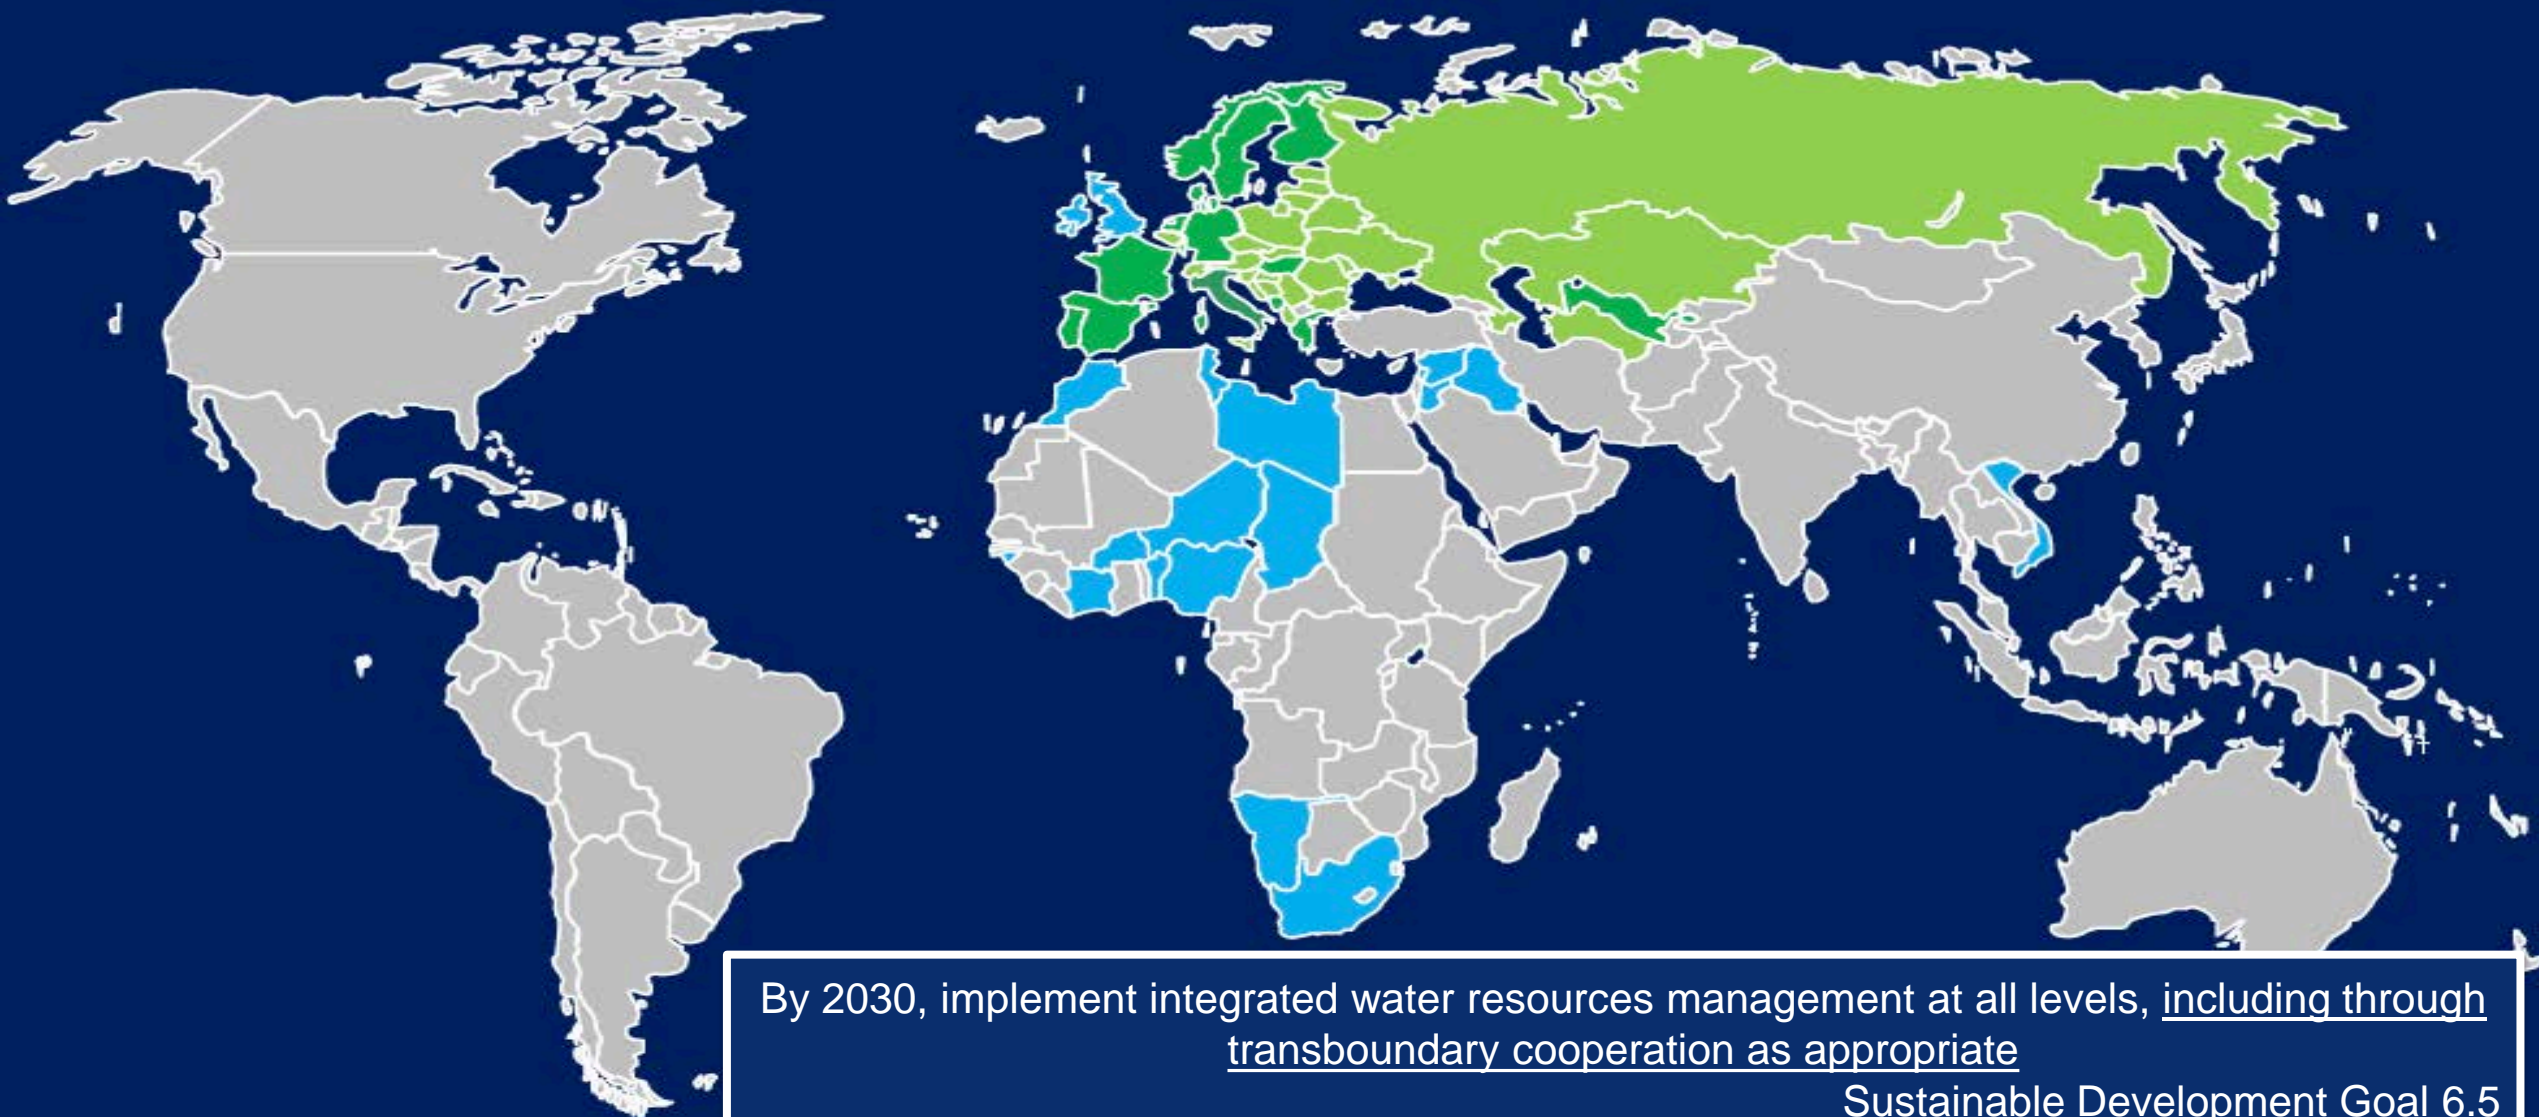 By 2030, implement integrated water resources management at all levels, including through
transboundary cooperation as appropriate
Sustainable Development Goal 6.5